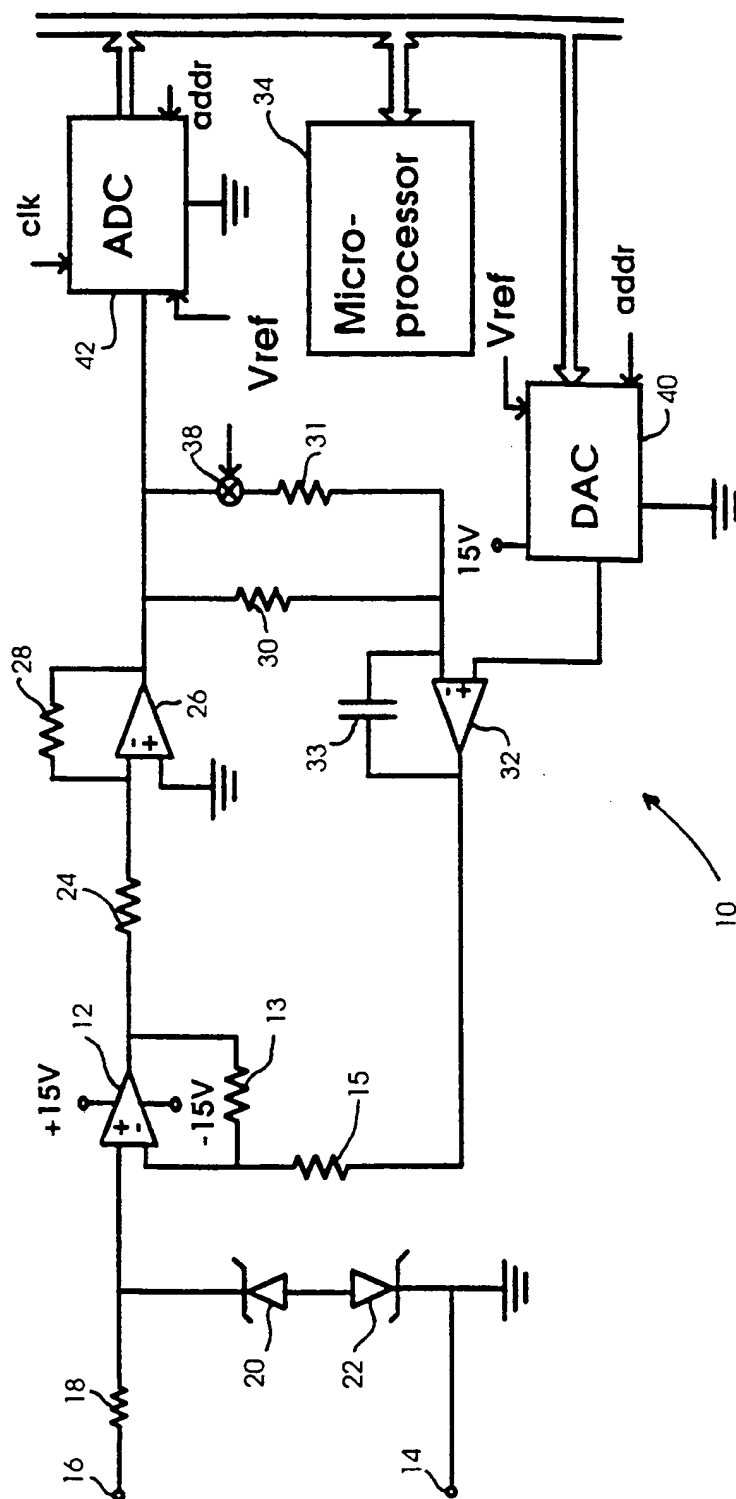 16
18
20
22
14
+15V
12
+
-
-15V
13
15
24
28
26
-
+
30
33
32
-
+
38
31
42
clk
ADC
addr
Vref
34
Micro-
processor
15V
Vref
DAC
40
addr
10